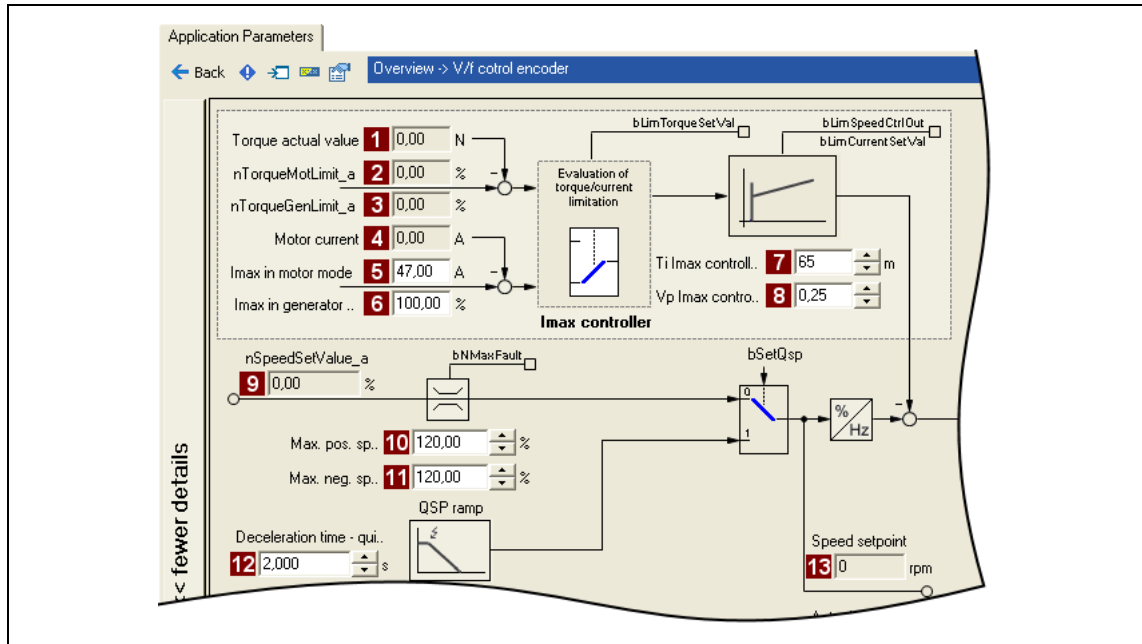 Application Parameters
Back
Overview -> V/f cotrol encoder
bLimTorqueSetVal
bLimSpeedCtrlOut
bLimCurrentSetVal
Torque actual value 1 0,00 N
nTorqueMotLimit_a 2 0,00 %
nTorqueGenLimit_a 3 0,00 %
Motor current 4 0,00 A
Imax in motor mode 5 47,00 A
Imax in generator .. 6 100,00 %
Evaluation of
torque/current
limitation
Imax controller
Ti Imax controll.. 7 65 m
Vp Imax contro.. 8 0,25
nSpeedSetValue_a
9 0,00 %
bNMaxFault
bSetQsp
0
1
%
Hz
Max. pos. sp.. 10 120,00 %
Max. neg. sp.. 11 120,00 %
QSP ramp
Deceleration time - qui..
12 2,000 s
Speed setpoint
13 0 rpm
<< fewer details